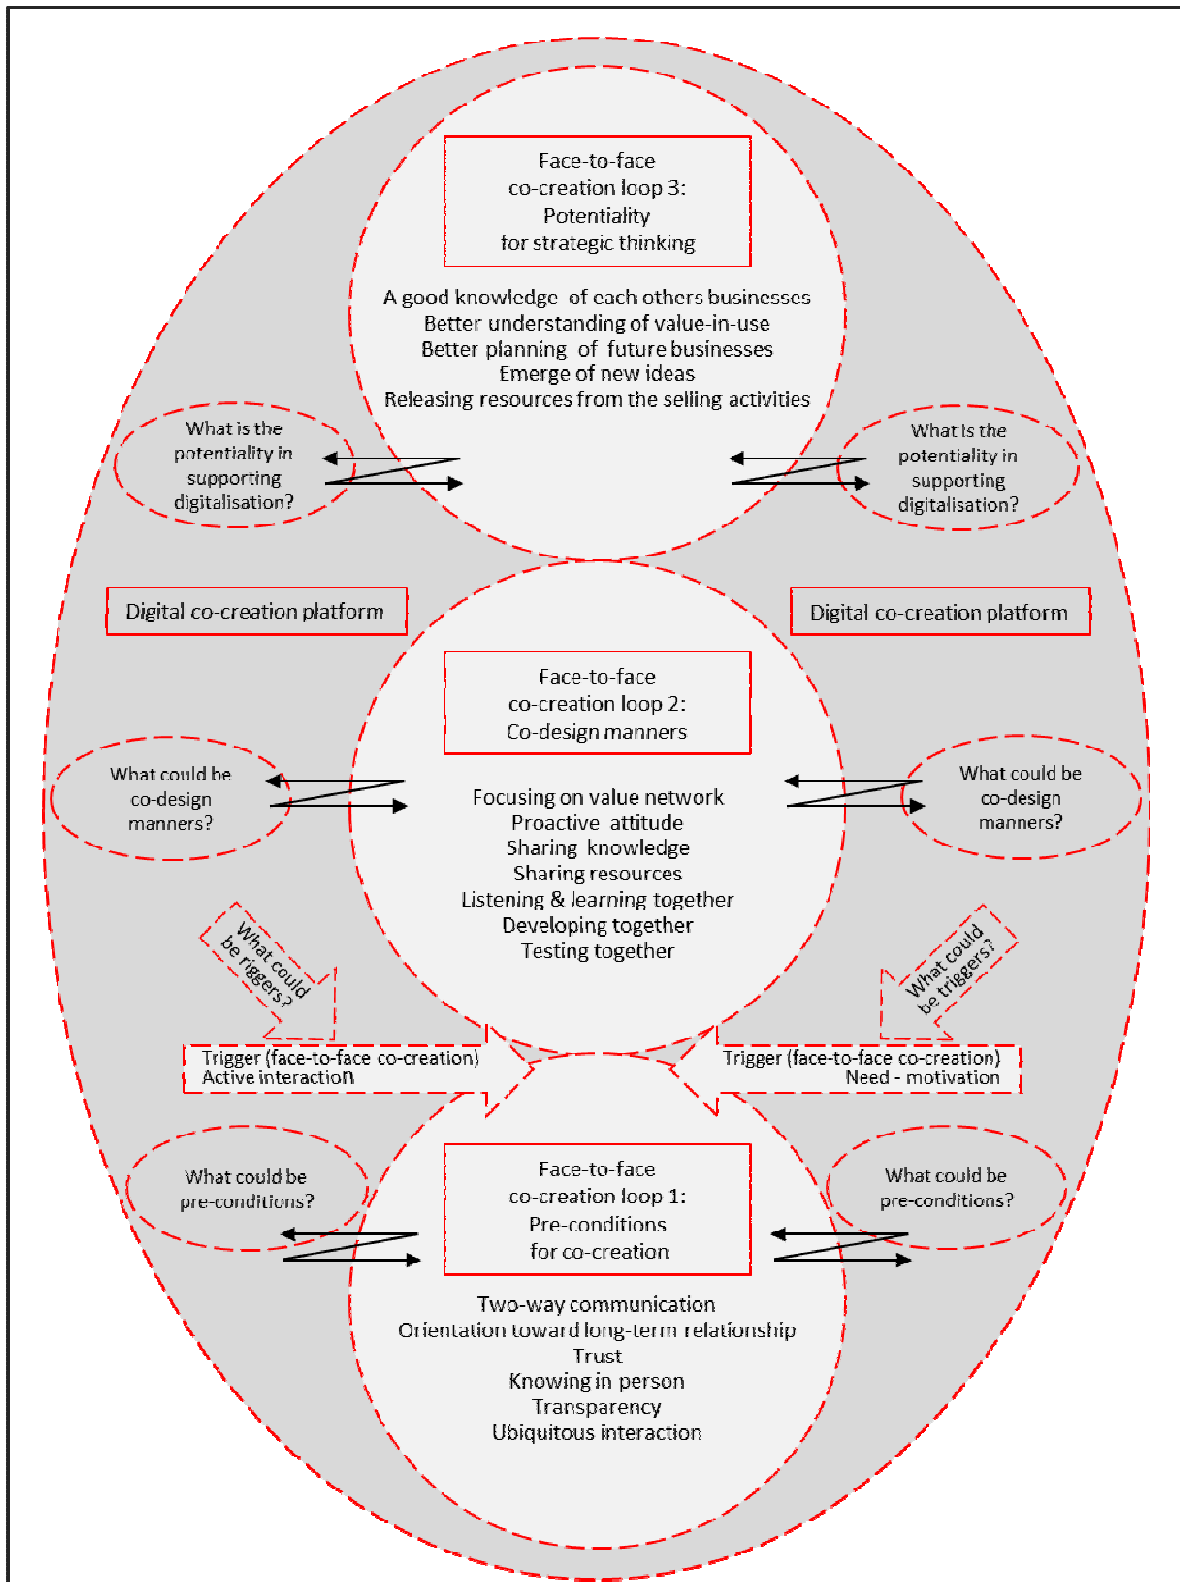 Face-to-face
co-creation loop 3:
Potentiality
for strategic thinking
A good knowledge of each others businesses
Better understanding of value-in-use
Better planning of future businesses
Emerge of new ideas
Releasing resources from the selling activities
What is the
potentiality in
supporting
digitalisation?
What is the
potentiality in
supporting
digitalisation?
Digital co-creation platform
Digital co-creation platform
Face-to-face
co-creation loop 2:
Co-design manners
What could be
co-design
manners?
What could be
co-design
manners?
Focusing on value network
Proactive attitude
Sharing knowledge
Sharing resources
Listening & learning together
Developing together
Testing together
What could
be riggers?
What could
be triggers?
Trigger (face-to-face co-creation)
Active interaction
Trigger (face-to-face co-creation)
Need - motivation
What could be
pre-conditions?
What could be
pre-conditions?
Face-to-face
co-creation loop 1:
Pre-conditions
for co-creation
Two-way communication
Orientation toward long-term relationship
Trust
Knowing in person
Transparency
Ubiquitous interaction